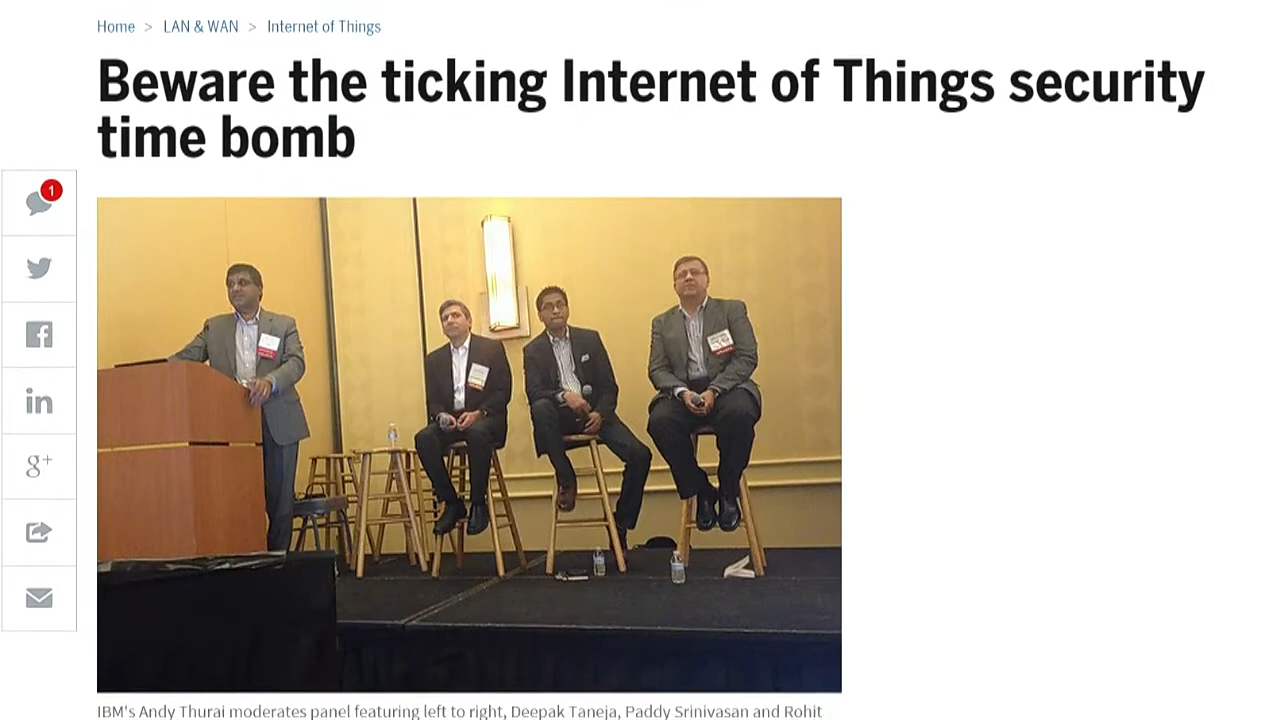 Home > LAN & WAN > Internet of Things
Beware the ticking Internet of Things security
time bomb
1
in
g+
IBM's Andy Thurai moderates panel featuring left to right, Deepak Taneja, Paddy Srinivasan and Rohit